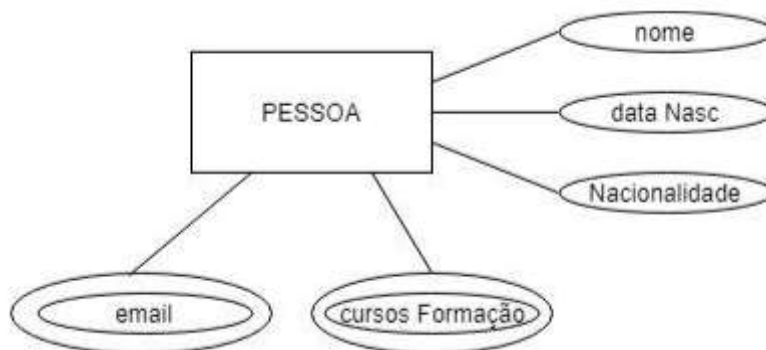 nome
PESSOA
data Nasc
Nacionalidade
email
cursos Formação